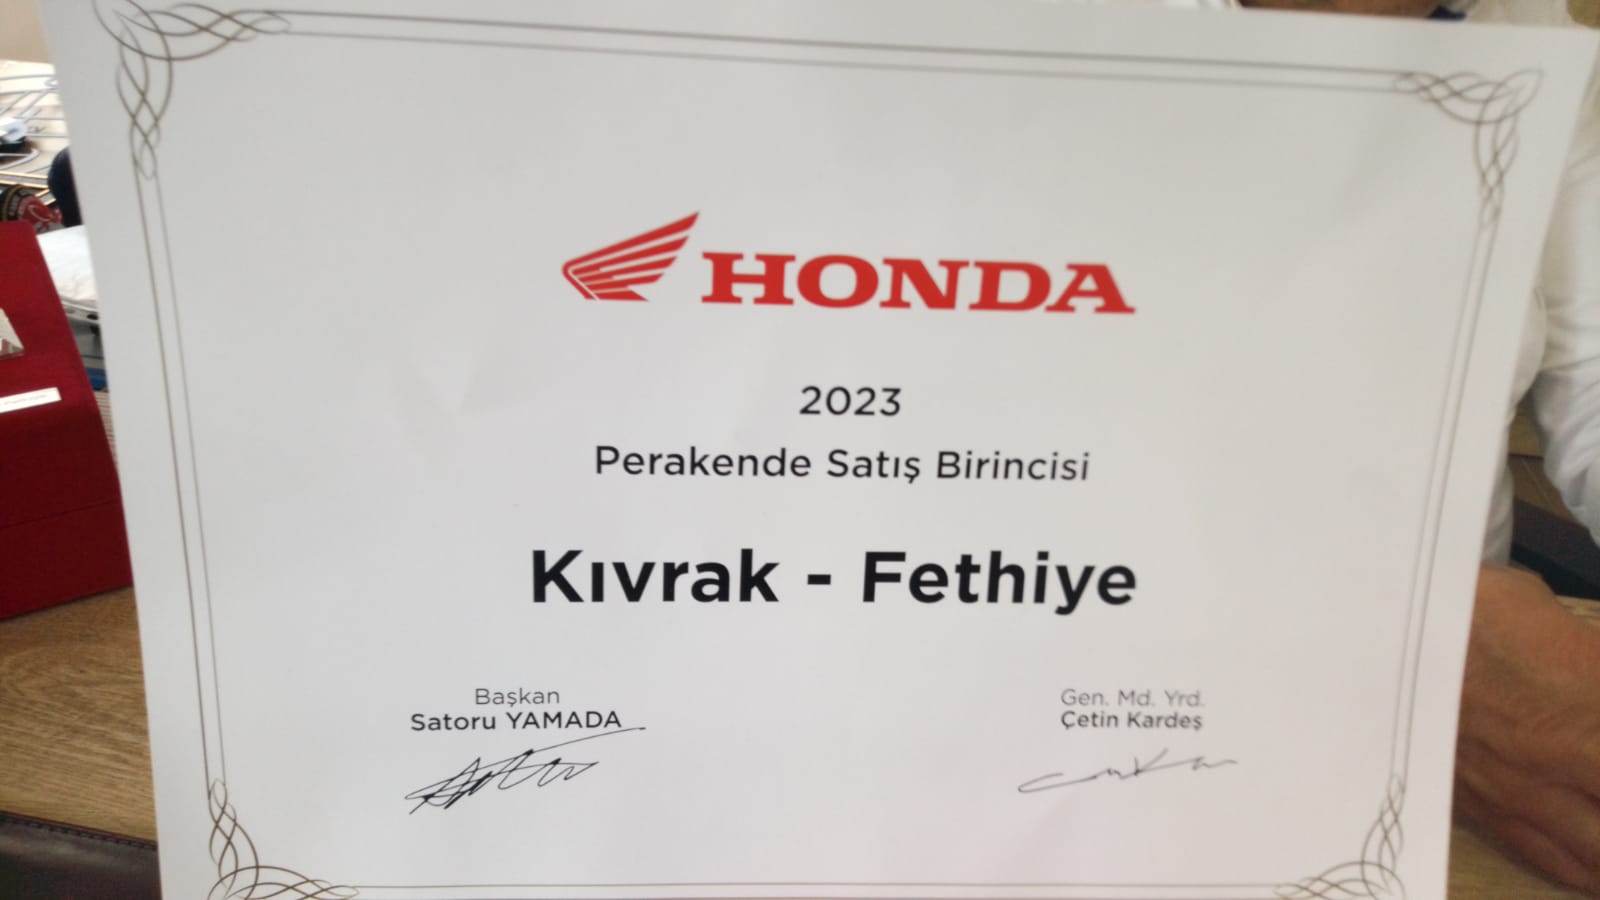 HONDA
2023
Perakende Satış Birincisi
Kıvrak - Fethiye
Başkan
Satoru YAMADA
Gen. Md. Yrd.
Çetin Kardeş